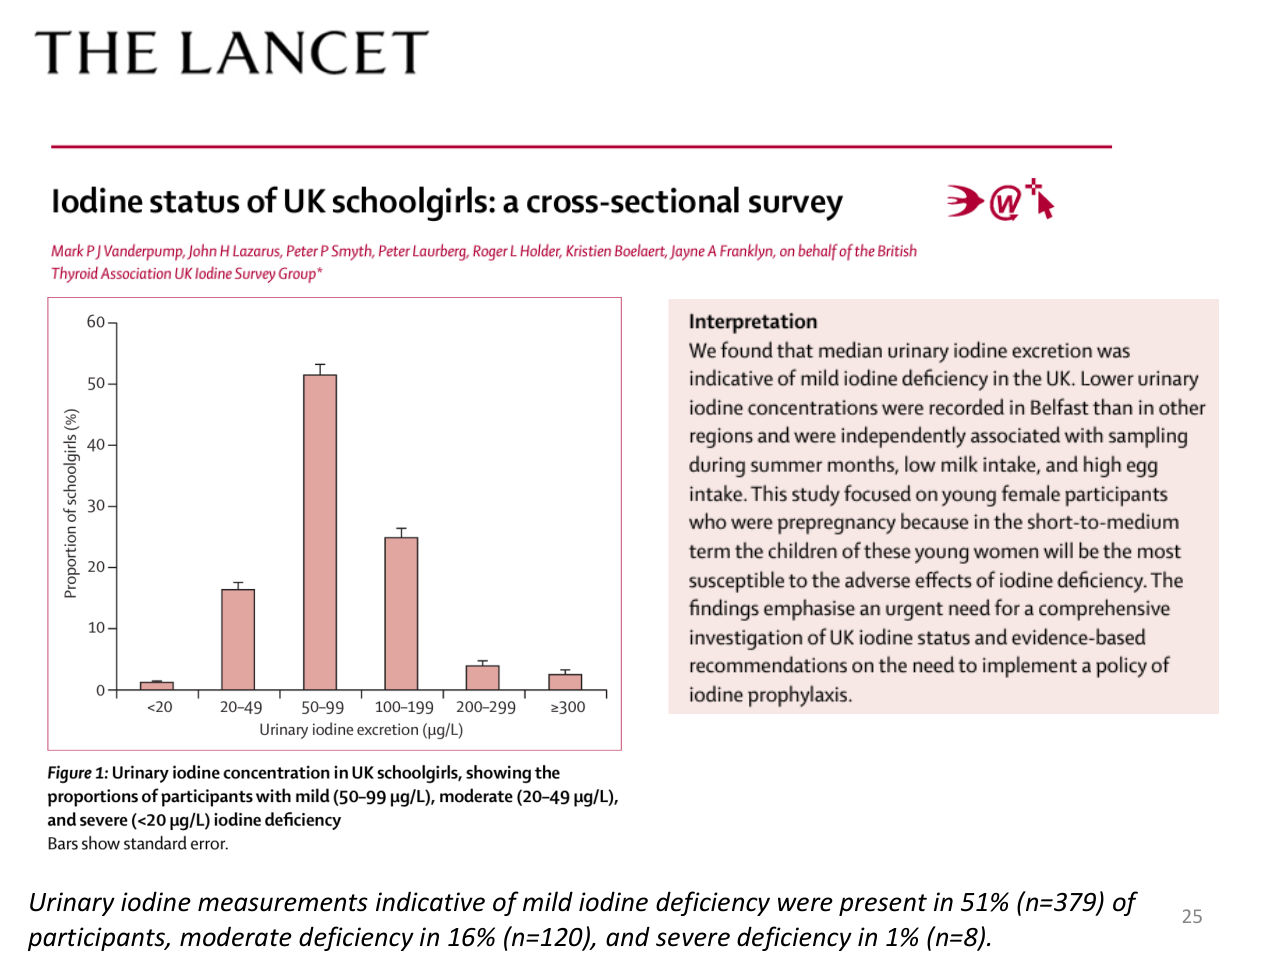 THE LANCET
Iodine status of UK schoolgirls: a cross-sectional survey
W
Mark P J Vanderpump, John H Lazarus, Peter P Smyth, Peter Laurberg, Roger L Holder, Kristien Boelaert, Jayne A Franklyn, on behalf of the British
Thyroid Association UK Iodine Survey Group*
60
50
40
30
20
10
0
Proportion of schoolgirls (%)
<20 20–49 50–99 100–199 200–299 ≥300
Urinary iodine excretion (μg/L)
Figure 1: Urinary iodine concentration in UK schoolgirls, showing the
proportions of participants with mild (50–99 μg/L), moderate (20–49 μg/L),
and severe (<20 μg/L) iodine deficiency
Bars show standard error.
Interpretation
We found that median urinary iodine excretion was
indicative of mild iodine deficiency in the UK. Lower urinary
iodine concentrations were recorded in Belfast than in other
regions and were independently associated with sampling
during summer months, low milk intake, and high egg
intake. This study focused on young female participants
who were prepregnancy because in the short-to-medium
term the children of these young women will be the most
susceptible to the adverse effects of iodine deficiency. The
findings emphasise an urgent need for a comprehensive
investigation of UK iodine status and evidence-based
recommendations on the need to implement a policy of
iodine prophylaxis.
Urinary iodine measurements indicative of mild iodine deficiency were present in 51% (n=379) of
participants, moderate deficiency in 16% (n=120), and severe deficiency in 1% (n=8).
25